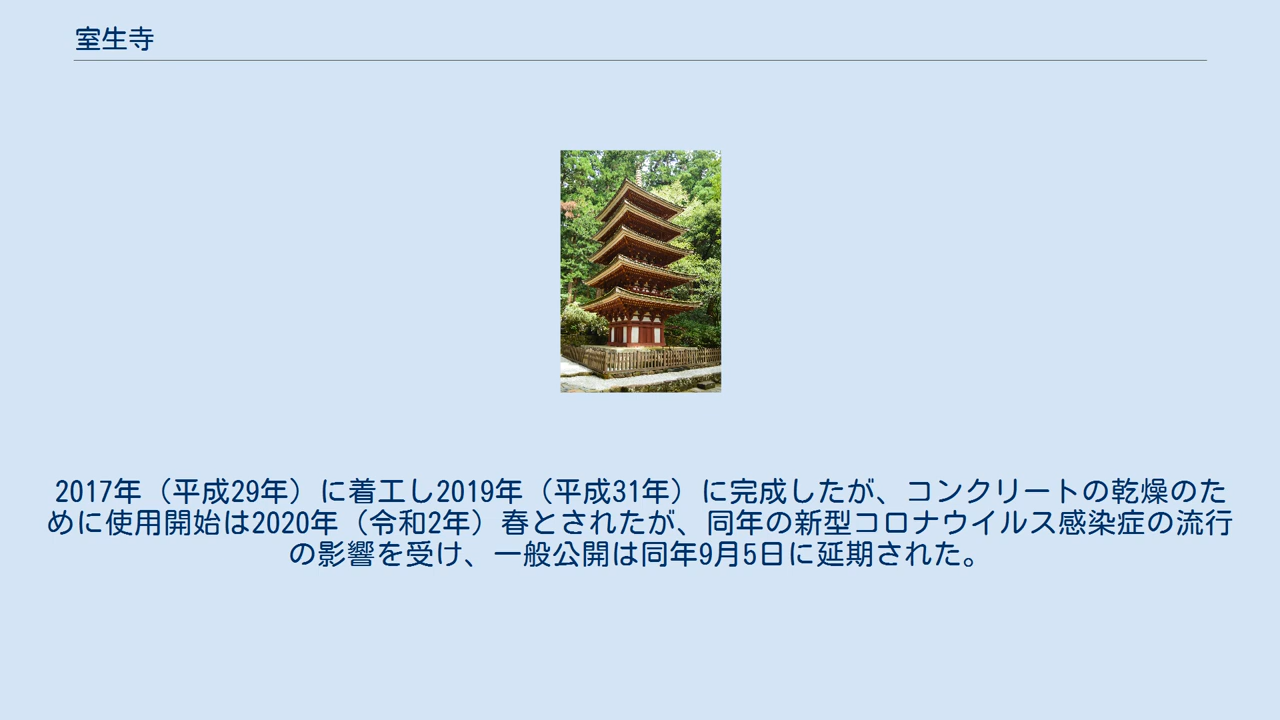 室生寺
2017年（平成29年）に着工し2019年（平成31年）に完成したが、コンクリートの乾燥のた
めに使用開始は2020年（令和2年）春とされたが、同年の新型コロナウイルス感染症の流行
の影響を受け、一般公開は同年9月5日に延期された。